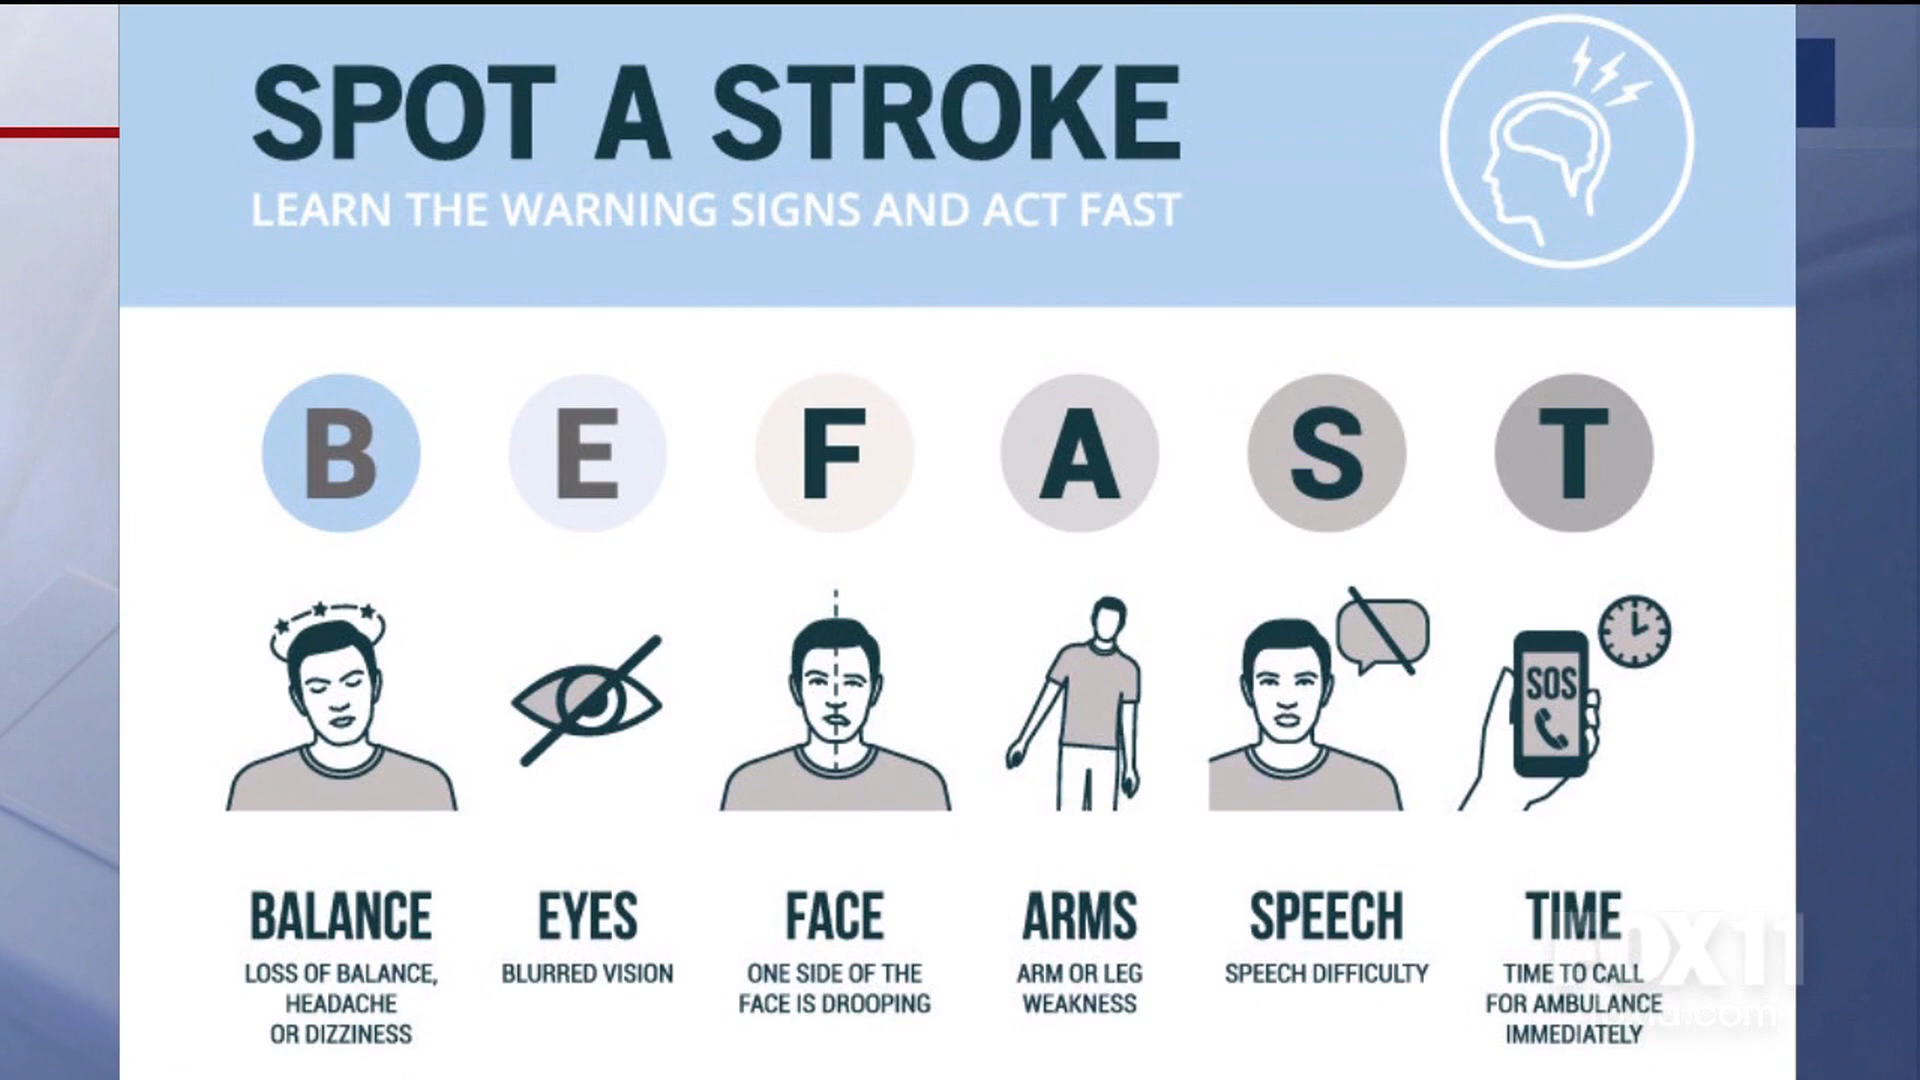 SPOT A STROKE
LEARN THE WARNING SIGNS AND ACT FAST
B E F A S T
SOS
BALANCE
LOSS OF BALANCE,
HEADACHE
OR DIZZINESS
EYES
BLURRED VISION
FACE
ONE SIDE OF THE
FACE IS DROOPING
ARMS
ARM OR LEG
WEAKNESS
SPEECH
SPEECH DIFFICULTY
TIME
TIME TO CALL
FOR AMBULANCE
IMMEDIATELY
FOX 11